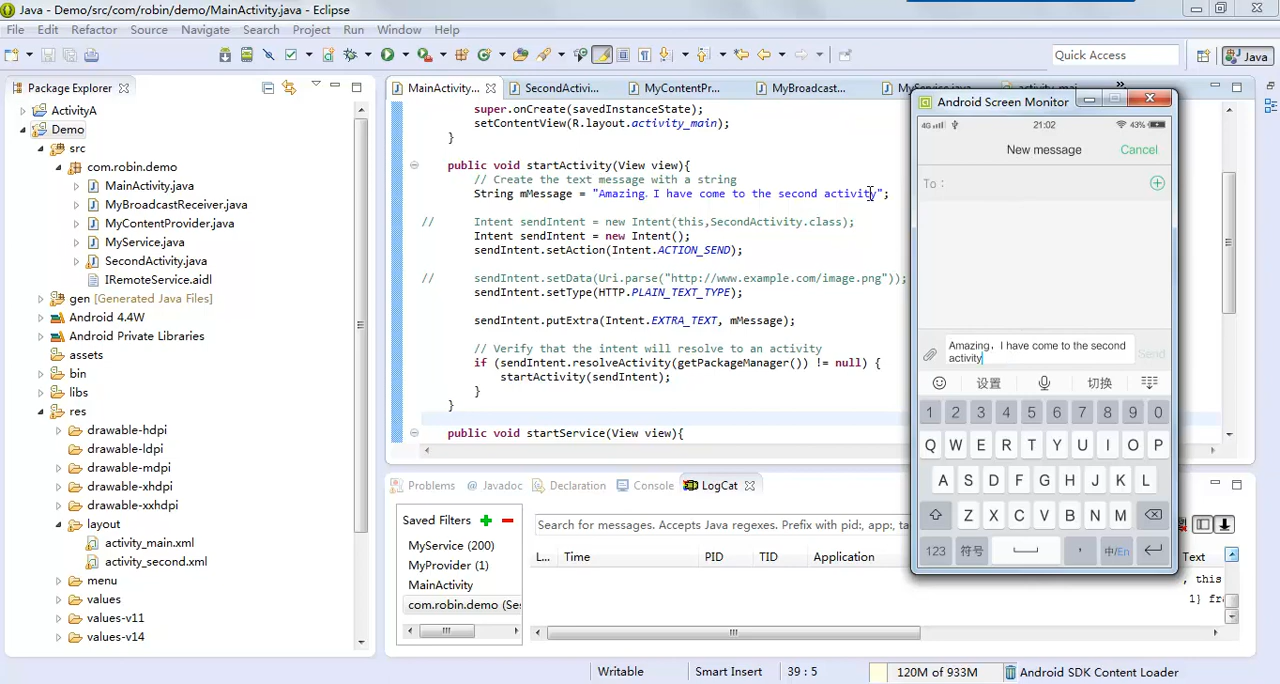 Java - Demo/src/com/robin/demo/MainActivity.java - Eclipse
File Edit Refactor Source Navigate Search Project Run Window Help
Quick Access
Java
Package Explorer
ActivityA
Demo
src
com.robin.demo
MainActivity.java
MyBroadcastReceiver.java
MyContentProvider.java
MyService.java
SecondActivity.java
IRemoteService.aidl
gen [Generated Java Files]
Android 4.4W
Android Private Libraries
assets
bin
libs
res
drawable-hdpi
drawable-ldpi
drawable-mdpi
drawable-xhdpi
drawable-xxhdpi
layout
activity_main.xml
activity_second.xml
menu
values
values-v11
values-v14
MainActivity.... SecondActivi... MyContentPr... MyBroadcast...
super.onCreate(savedInstanceState);
setContentView(R.layout.activity_main);
}
public void startActivity(View view){
// Create the text message with a string
String mMessage = "Amazing, I have come to the second activity";
// Intent sendIntent = new Intent(this,SecondActivity.class);
Intent sendIntent = new Intent();
sendIntent.setAction(Intent.ACTION_SEND);
// sendIntent.setData(Uri.parse("http://www.example.com/image.png"));
sendIntent.setType(HTTP.PLAIN_TEXT_TYPE);
sendIntent.putExtra(Intent.EXTRA_TEXT, mMessage);
// Verify that the intent will resolve to an activity
if (sendIntent.resolveActivity(getPackageManager()) != null) {
startActivity(sendIntent);
}
}
public void startService(View view){
Android Screen Monitor
4G 21:02 43%
New message Cancel
To :
Amazing，I have come to the second
activity
Send
设置 切换
1 2 3 4 5 6 7 8 9 0
Q W E R T Y U I O P
A S D F G H J K L
Z X C V B N M
123 符号 , 中/En
Problems @ Javadoc Declaration Console LogCat
Saved Filters
MyService (200)
MyProvider (1)
MainActivity
com.robin.demo (Ses
Search for messages. Accepts Java regexes. Prefix with pid:, app:, ta
L... Time PID TID Application Text
, this
1] fr
Writable Smart Insert 39 : 5 120M of 933M Android SDK Content Loader